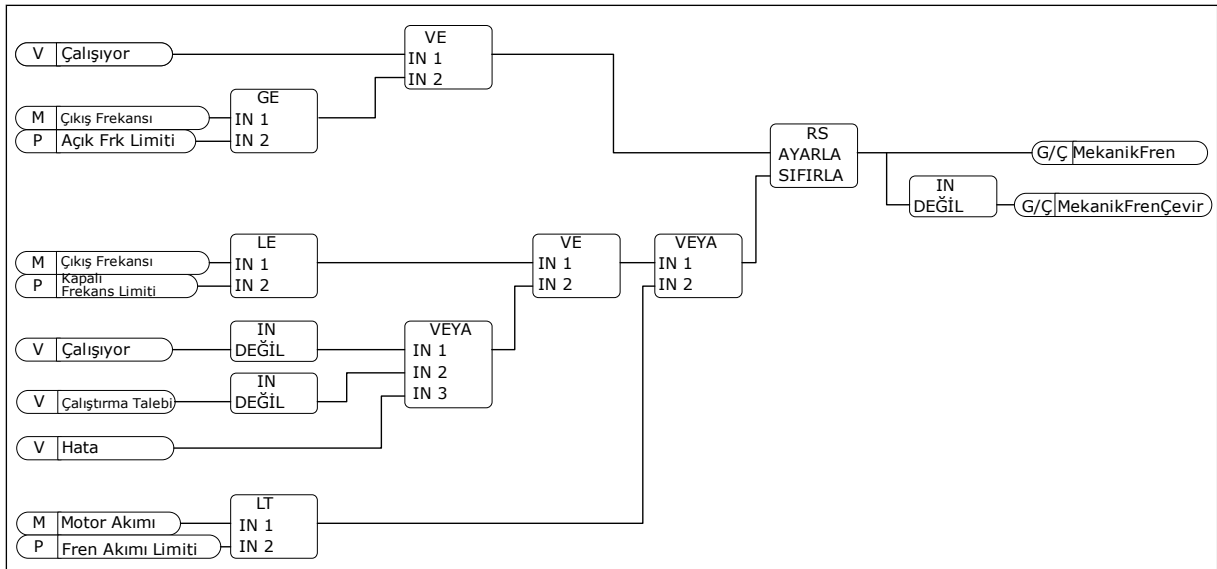 VE
V Çalışıyor
IN 1
IN 2
GE
M Çıkış Frekansı
IN 1
P Açık Frk Limiti
IN 2
RS
AYARLA
SIFIRLA
G/Ç MekanikFren
IN
DEĞİL
G/Ç MekanikFrenÇevir
LE
M Çıkış Frekansı
IN 1
P Kapalı
Frekans Limiti
IN 2
VE
IN 1
IN 2
VEYA
IN 1
IN 2
V Çalışıyor
IN
DEĞİL
VEYA
IN 1
IN 2
IN 3
V Çalıştırma Talebi
IN
DEĞİL
V Hata
LT
M Motor Akımı
IN 1
P Fren Akımı Limiti
IN 2